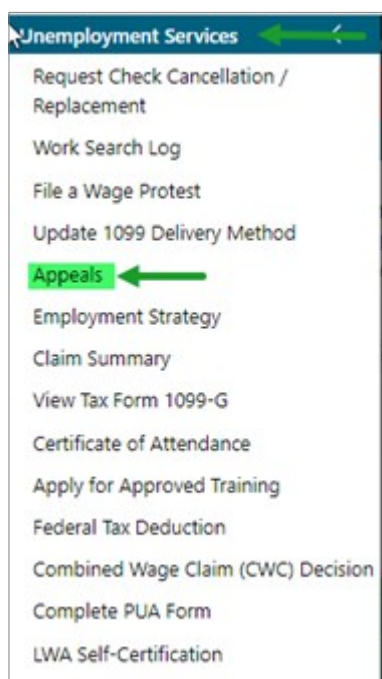 Unemployment Services
Request Check Cancellation /
Replacement
Work Search Log
File a Wage Protest
Update 1099 Delivery Method
Appeals
Employment Strategy
Claim Summary
View Tax Form 1099-G
Certificate of Attendance
Apply for Approved Training
Federal Tax Deduction
Combined Wage Claim (CWC) Decision
Complete PUA Form
LWA Self-Certification